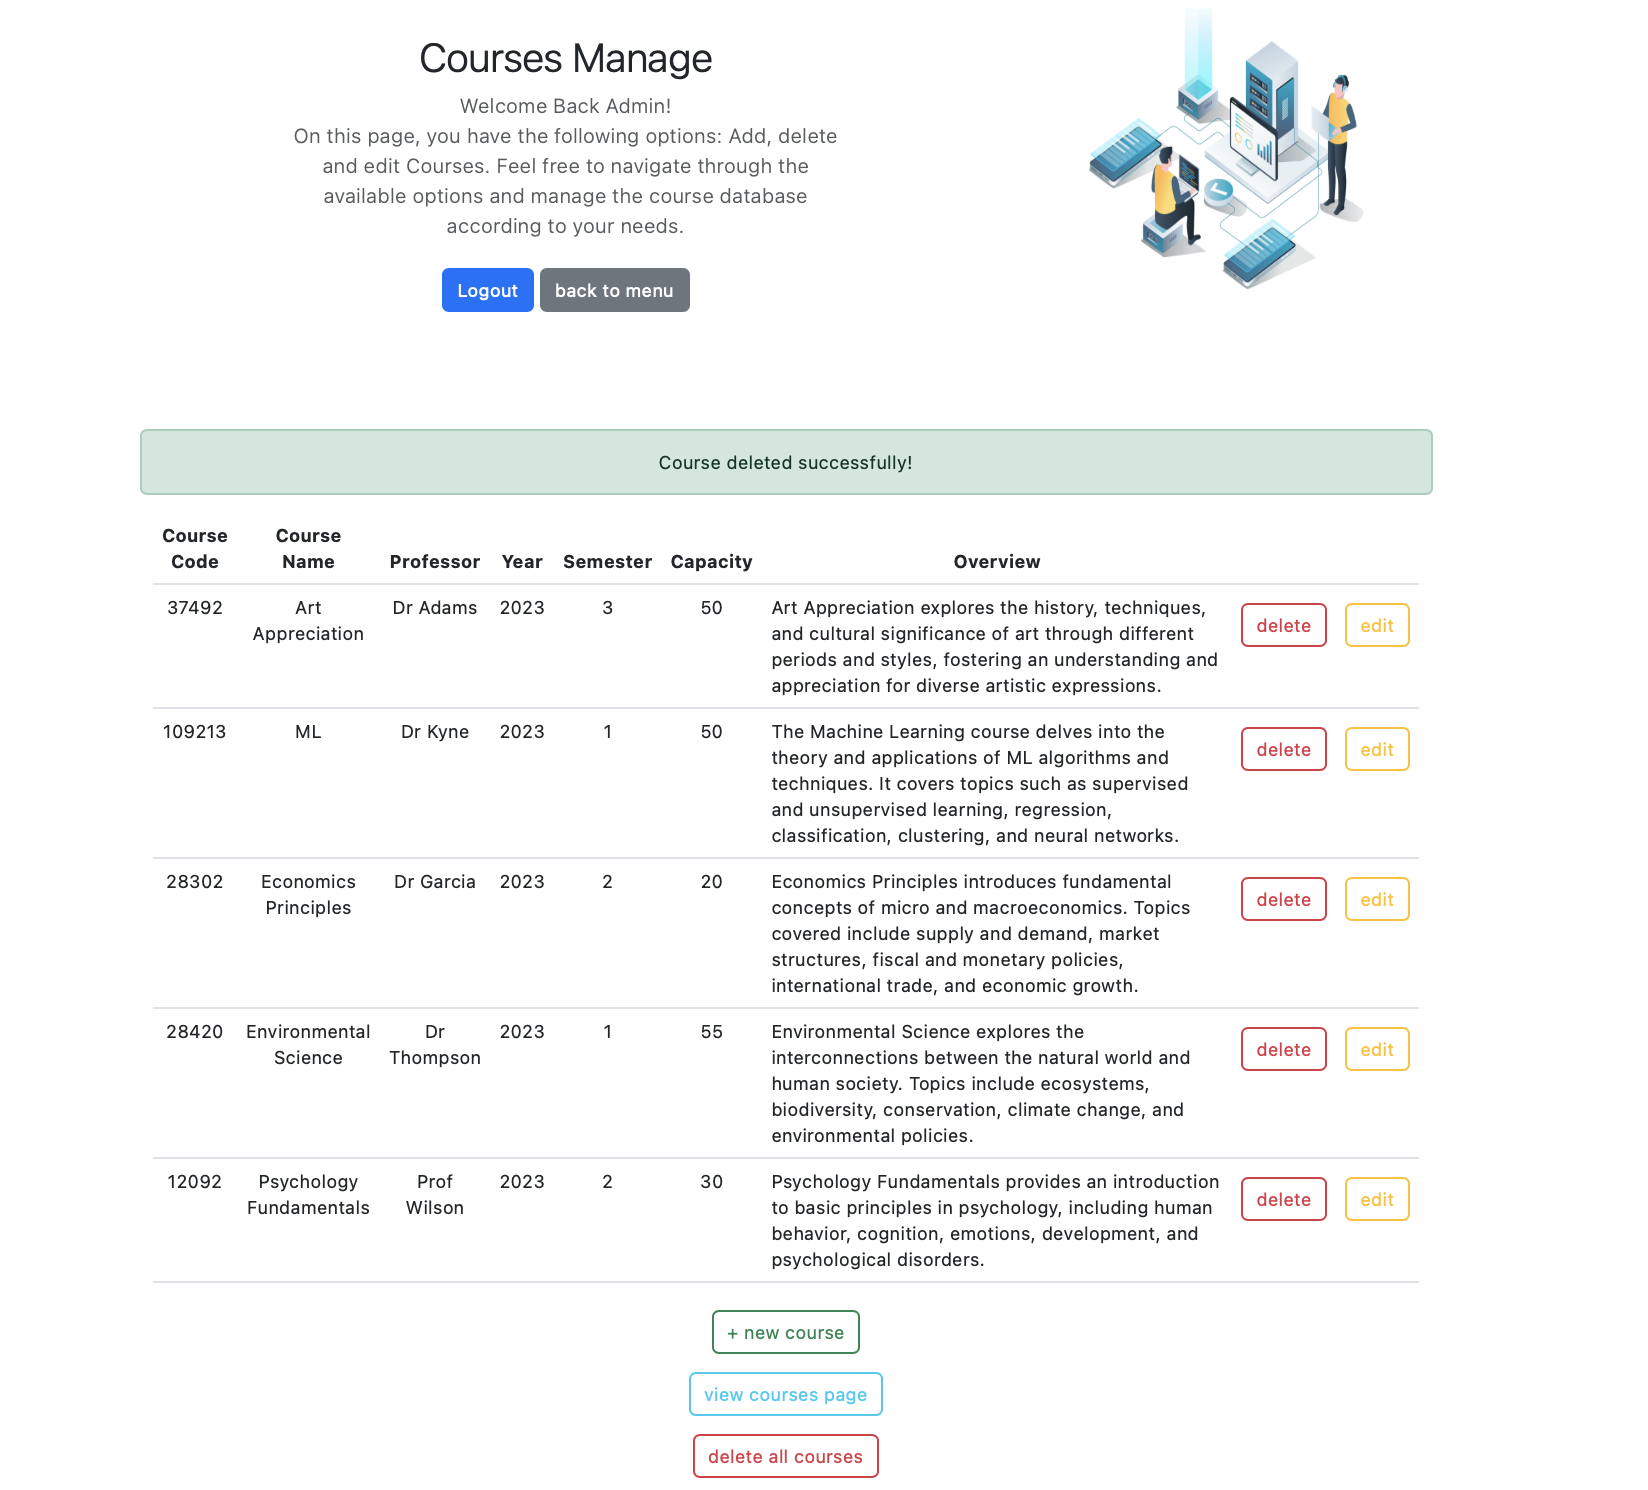 Courses Manage
Welcome Back Admin!
On this page, you have the following options: Add, delete
and edit Courses. Feel free to navigate through the
available options and manage the course database
according to your needs.
Logout
back to menu
Course deleted successfully!
Course Code
Course Name
Professor
Year
Semester
Capacity
Overview
37492
Art
Appreciation
Dr Adams
2023
3
50
Art Appreciation explores the history, techniques,
and cultural significance of art through different
periods and styles, fostering an understanding and
appreciation for diverse artistic expressions.
delete
edit
109213
ML
Dr Kyne
2023
1
50
The Machine Learning course delves into the
theory and applications of ML algorithms and
techniques. It covers topics such as supervised
and unsupervised learning, regression,
classification, clustering, and neural networks.
delete
edit
28302
Economics
Principles
Dr Garcia
2023
2
20
Economics Principles introduces fundamental
concepts of micro and macroeconomics. Topics
covered include supply and demand, market
structures, fiscal and monetary policies,
international trade, and economic growth.
delete
edit
28420
Environmental
Science
Dr
Thompson
2023
1
55
Environmental Science explores the
interconnections between the natural world and
human society. Topics include ecosystems,
biodiversity, conservation, climate change, and
environmental policies.
delete
edit
12092
Psychology
Fundamentals
Prof
Wilson
2023
2
30
Psychology Fundamentals provides an introduction
to basic principles in psychology, including human
behavior, cognition, emotions, development, and
psychological disorders.
delete
edit
+ new course
view courses page
delete all courses